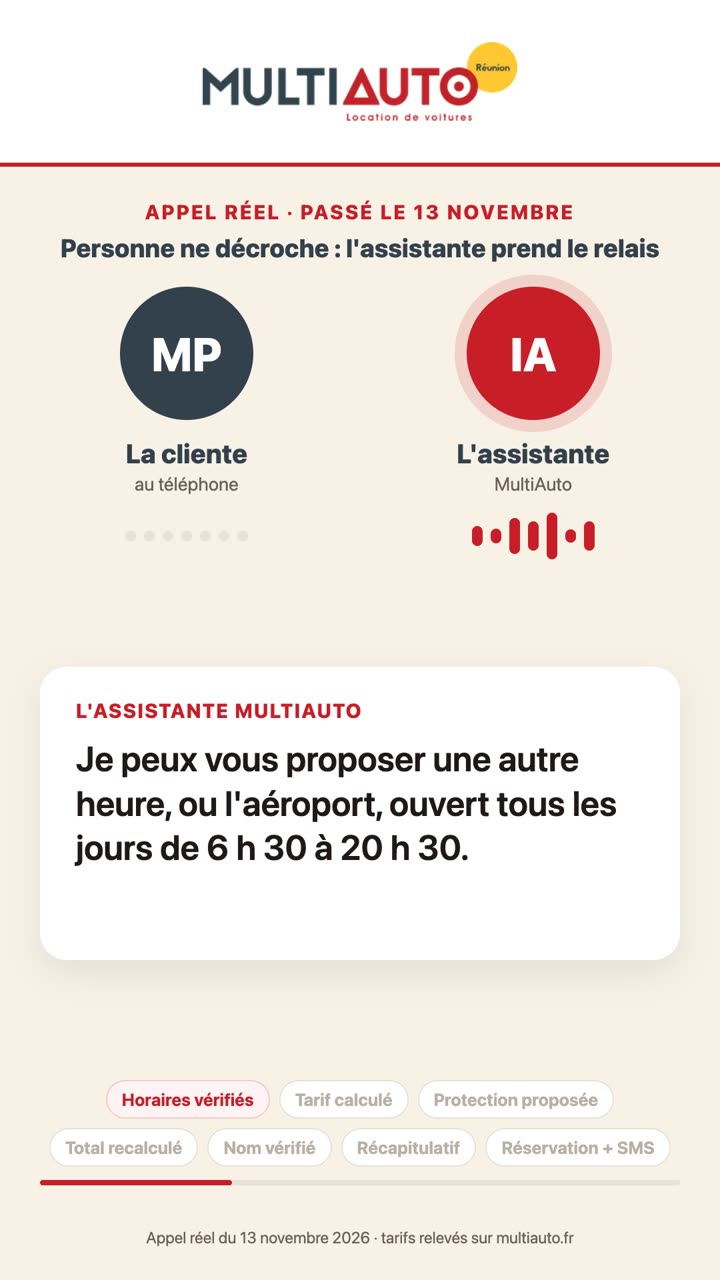 MULTIAUTO
Réunion
Location de voitures
APPEL RÉEL · PASSÉ LE 13 NOVEMBRE
Personne ne décroche : l'assistante prend le relais
MP
IA
La cliente
L'assistante
au téléphone
MultiAuto
L'ASSISTANTE MULTIAUTO
Je peux vous proposer une autre
heure, ou l'aéroport, ouvert tous les
jours de 6 h 30 à 20 h 30.
Horaires vérifiés
Tarif calculé
Protection proposée
Total recalculé
Nom vérifié
Récapitulatif
Réservation + SMS
Appel réel du 13 novembre 2026 · tarifs relevés sur multiauto.fr